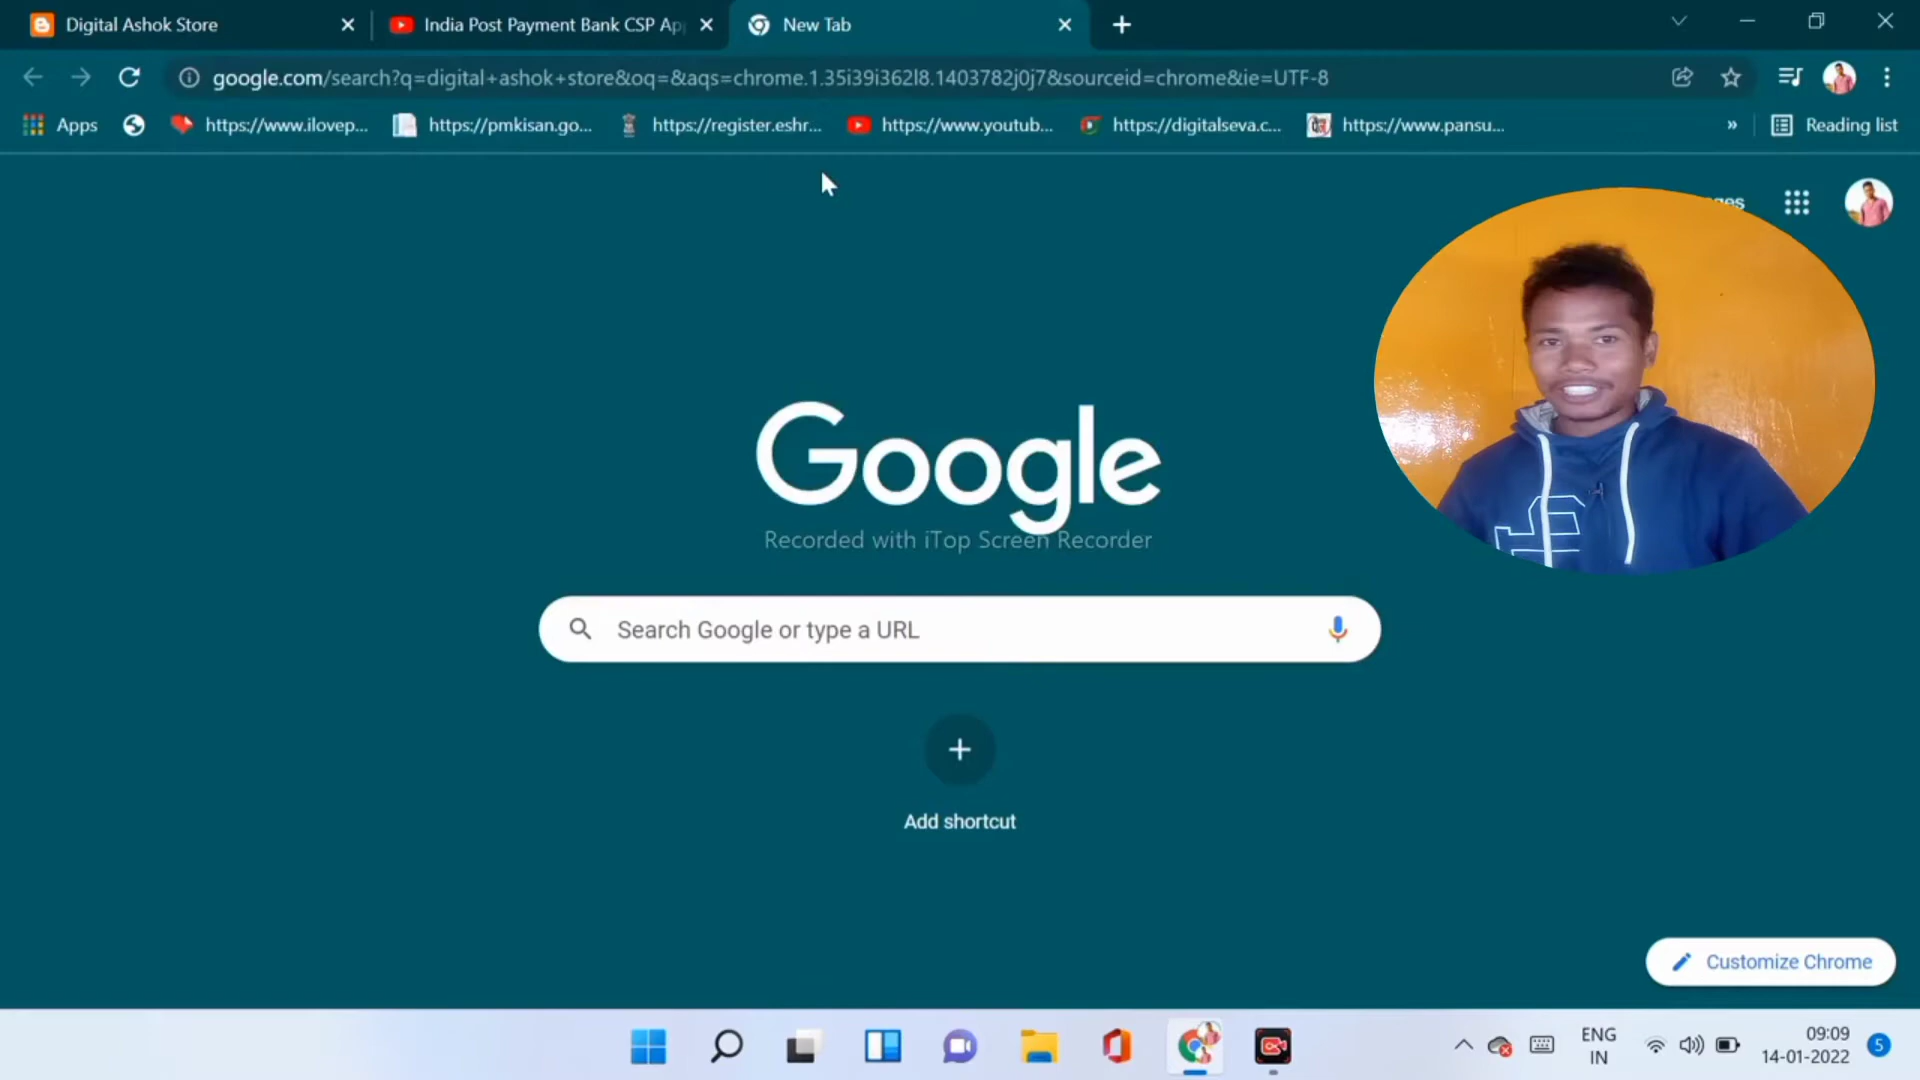 Digital Ashok Store
India Post Payment Bank CSP Ap
New Tab
google.com/search?q=digital+ashok+store&oq=&aqs=chrome.1.35i39i362l8.1403782j0j7&sourceid=chrome&ie=UTF-8
Apps
https://www.ilovep...
https://pmkisan.go...
https://register.eshr...
https://www.youtub...
https://digitalseva.c...
https://www.pansu...
»
Reading list
Google
Recorded with iTop Screen Recorder
Search Google or type a URL
Add shortcut
Customize Chrome
ENG
IN
09:09
14-01-2022
5